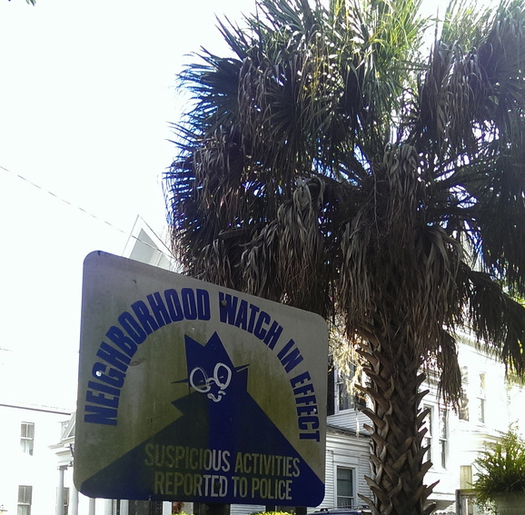 NEIGHBORHOOD WATCH IN EFFECT
SUSPICIOUS ACTIVITIES
REPORTED TO POLICE